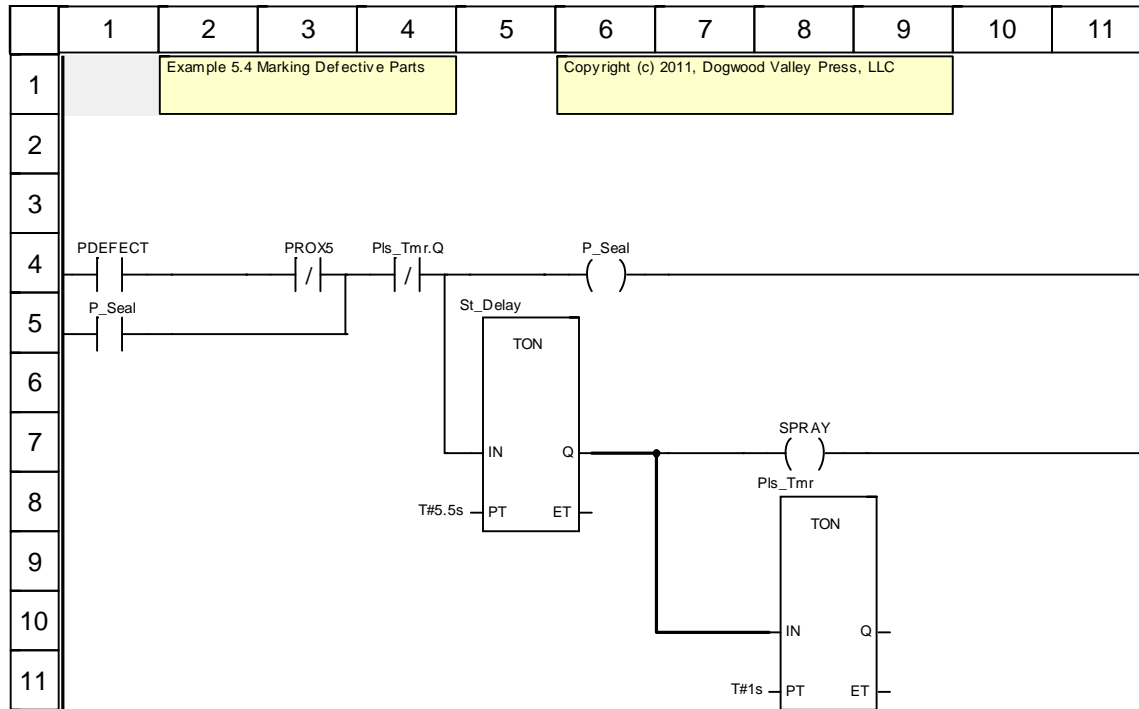 1 2 3 4 5 6 7 8 9 10 11
1 Example 5.4 Marking Defective Parts Copyright (c) 2011, Dogwood Valley Press, LLC
2
3
PDEFECT PROX5 Pls_Tmr.Q P_Seal
4 / /
P_Seal St_Delay
5
TON
6
SPRAY
7 IN Q
Pls_Tmr
8 T#5.5s PT ET
TON
9
10 IN Q
11 T#1s PT ET